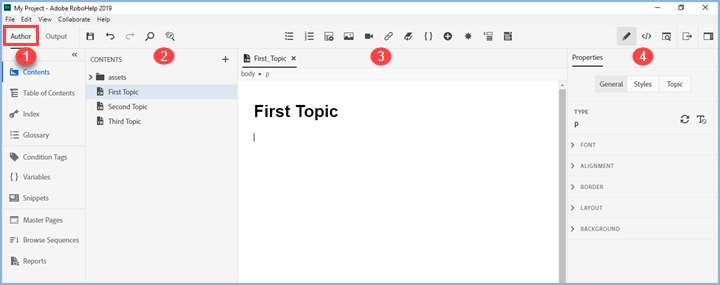 My Project - Adobe RoboHelp
File Edit View Collaborate Help
Author Output
1
2
3
4
Contents
Table of Contents
Index
Glossary
Condition Tags
Variables
Snippets
Master Pages
Browse Sequences
Reports
CONTENTS
assets
First Topic
Second Topic
Third Topic
First_Topic
body ▸ p
First Topic
Properties
General Styles Topic
TYPE
p
FONT
ALIGNMENT
BORDER
LAYOUT
BACKGROUND